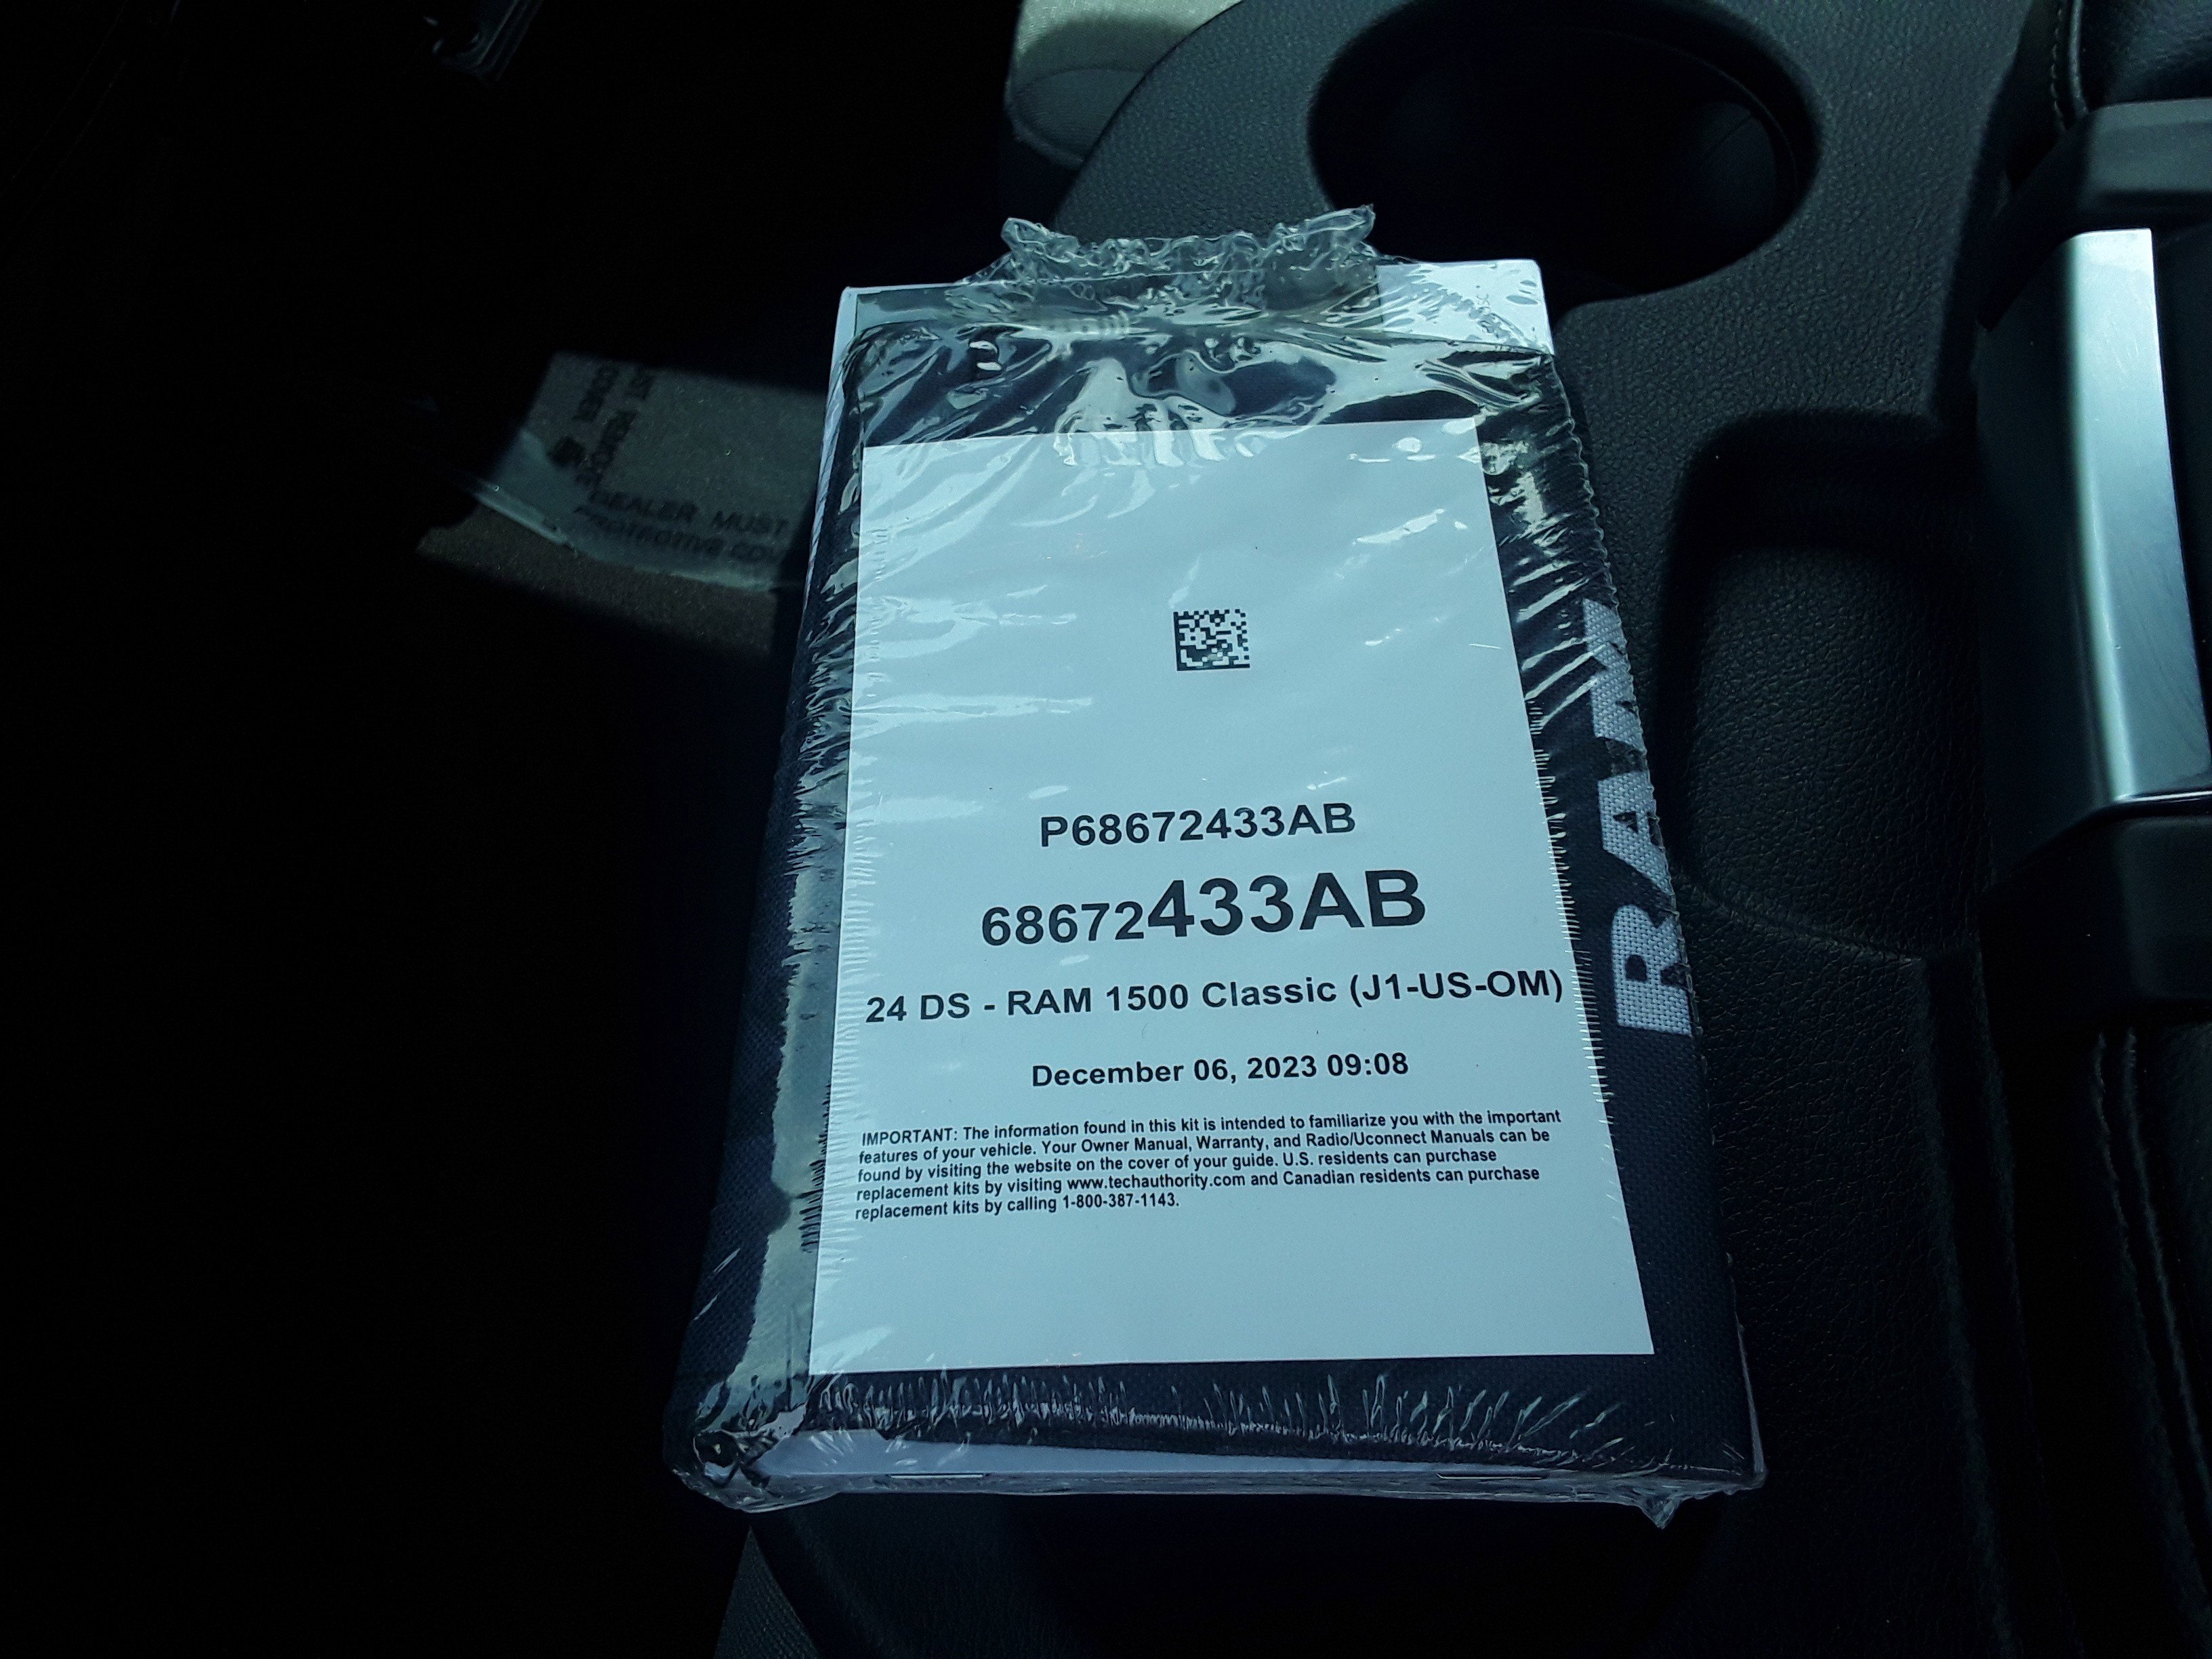 DEALER MUST
PROTECTIVE
P68672433AB
68672433AB
24 DS - RAM 1500 Classic (J1-US-OM)
December 06, 2023 09:08
IMPORTANT: The information found in this kit is intended to familiarize you with the important
features of your vehicle. Your Owner Manual, Warranty, and Radio/Uconnect Manuals can be
found by visiting the website on the cover of your guide. U.S. residents can purchase
replacement kits by visiting www.techauthority.com and Canadian residents can purchase
replacement kits by calling 1-800-387-1143.
RAM